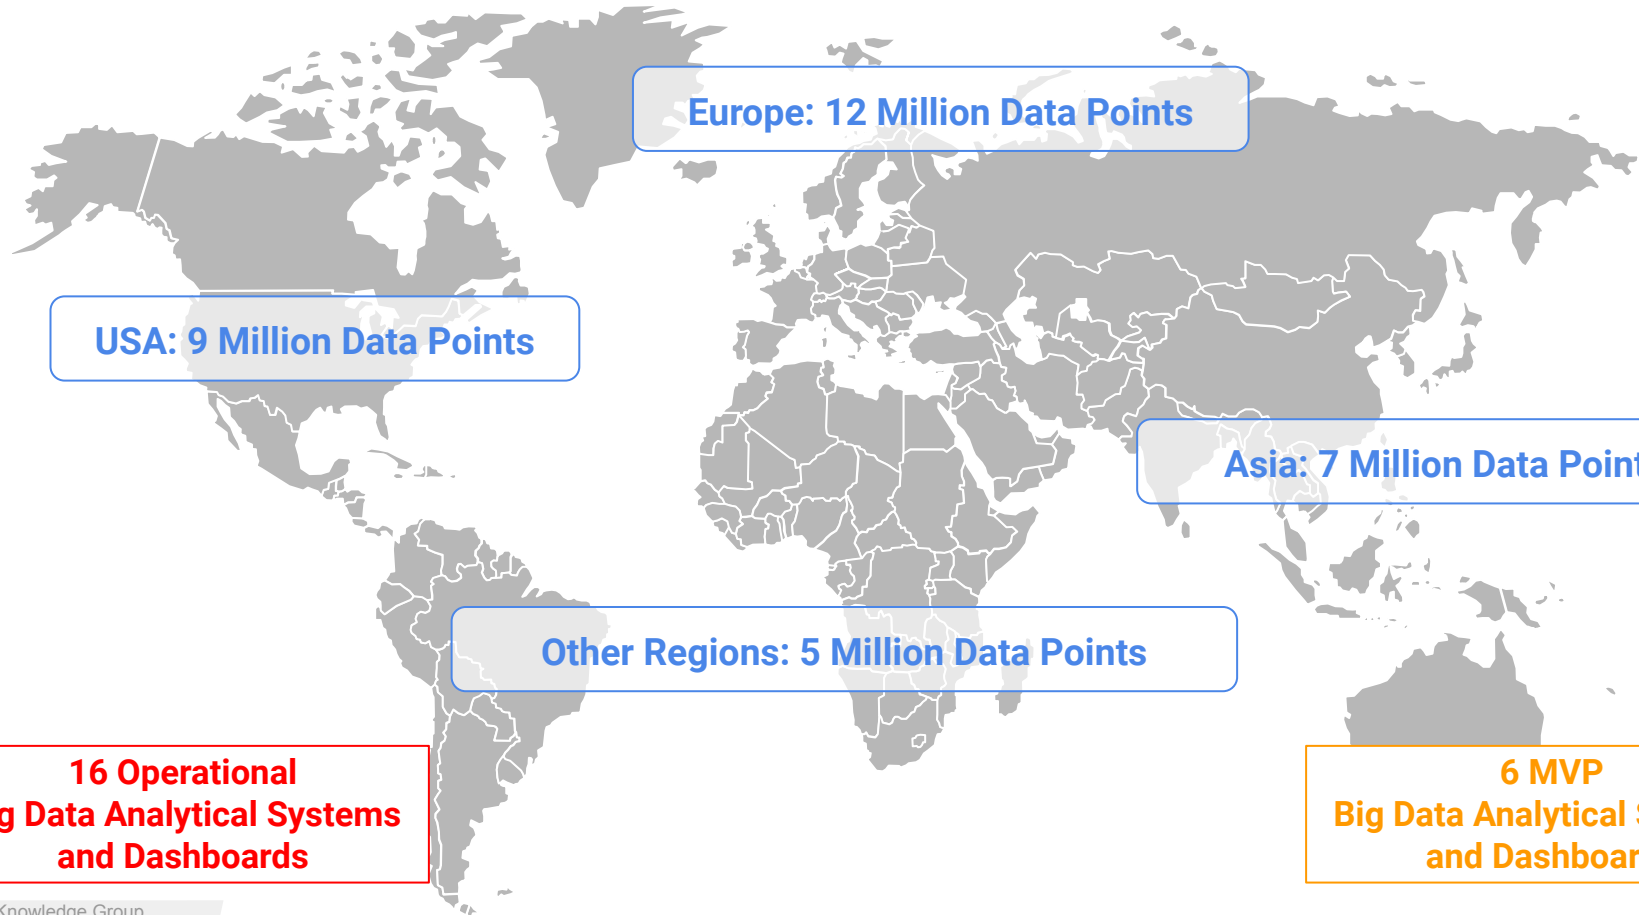 Europe: 12 Million Data Points
USA: 9 Million Data Points
Asia: 7 Million Data Point
Other Regions: 5 Million Data Points
16 Operational
g Data Analytical Systems
and Dashboards
6 MVP
Big Data Analytical
and Dashboar
Knowledge Group